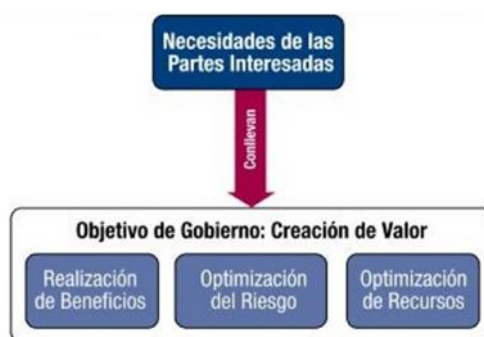 Necesidades de las
Partes Interesadas
Conllevan
Objetivo de Gobierno: Creación de Valor
Realización
de Beneficios
Optimización
del Riesgo
Optimización
de Recursos